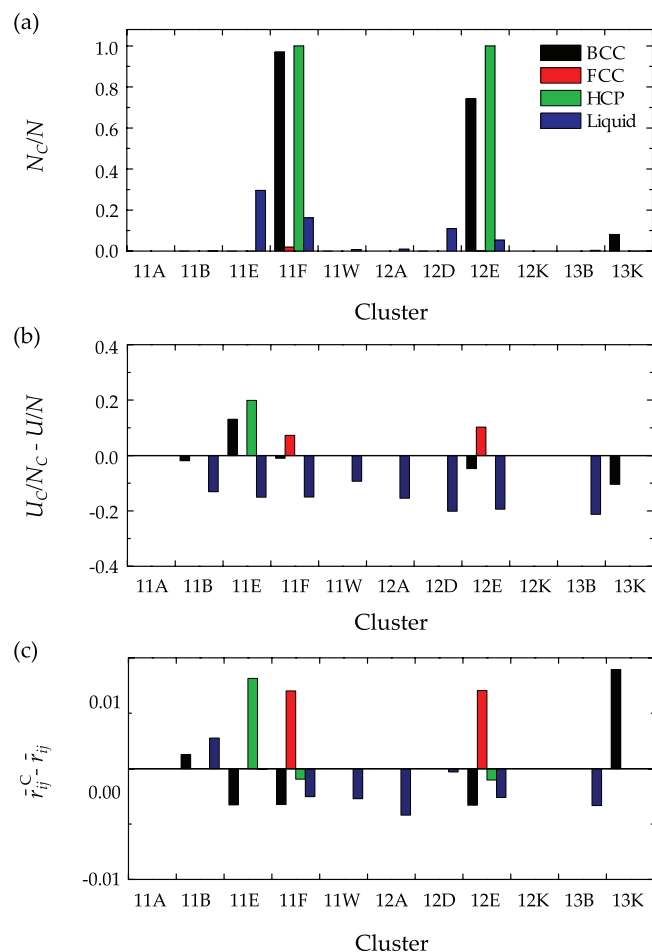 (a)
1.0
0.8
0.6
0.4
0.2
0.0
N_C/N
BCC
FCC
HCP
Liquid
11A 11B 11E 11F 11W 12A 12D 12E 12K 13B 13K
Cluster
(b)
0.4
0.2
0.0
-0.2
-0.4
U_C/N_C - U/N
11A 11B 11E 11F 11W 12A 12D 12E 12K 13B 13K
Cluster
(c)
0.01
0.00
-0.01
r̄_ij^C - r̄_ij
11A 11B 11E 11F 11W 12A 12D 12E 12K 13B 13K
Cluster